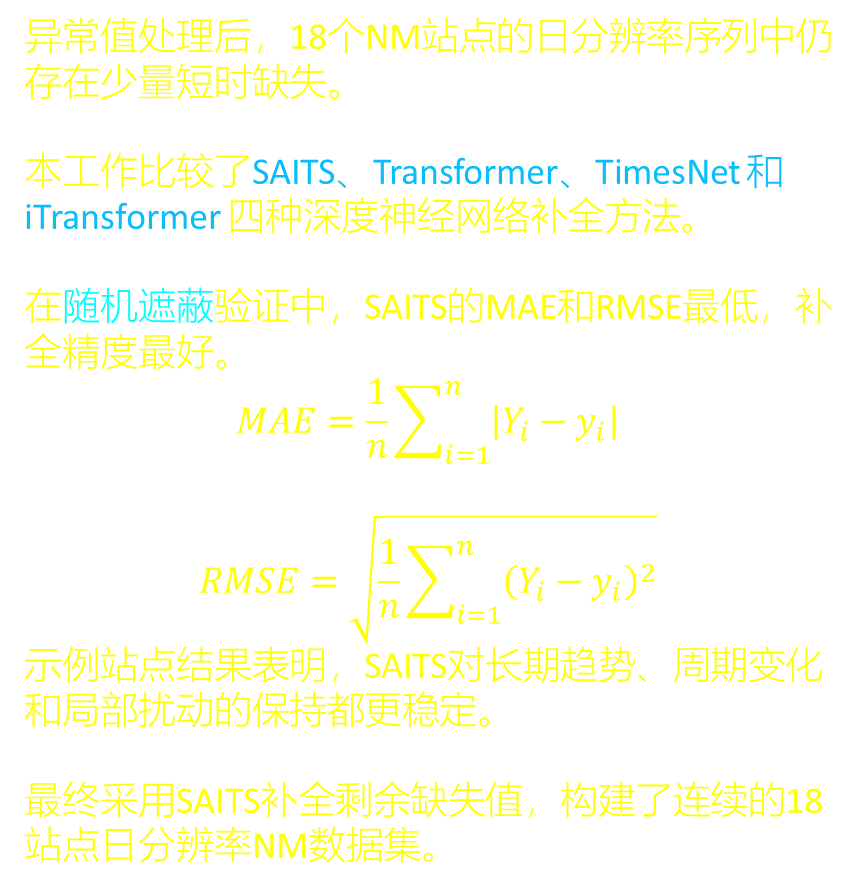 异常值处理后，18个NM站点的日分辨率序列中仍
存在少量短时缺失。
本工作比较了SAITS、Transformer、TimesNet 和
iTransformer 四种深度神经网络补全方法。
在随机遮蔽验证中，SAITS的MAE和RMSE最低，补
全精度最好。
$MAE = \frac{1}{n}\sum_{i=1}^{n}|Y_i - y_i|$
$RMSE = \sqrt{\frac{1}{n}\sum_{i=1}^{n}(Y_i - y_i)^2}$
示例站点结果表明，SAITS对长期趋势、周期变化
和局部扰动的保持都更稳定。
最终采用SAITS补全剩余缺失值，构建了连续的18
站点日分辨率NM数据集。